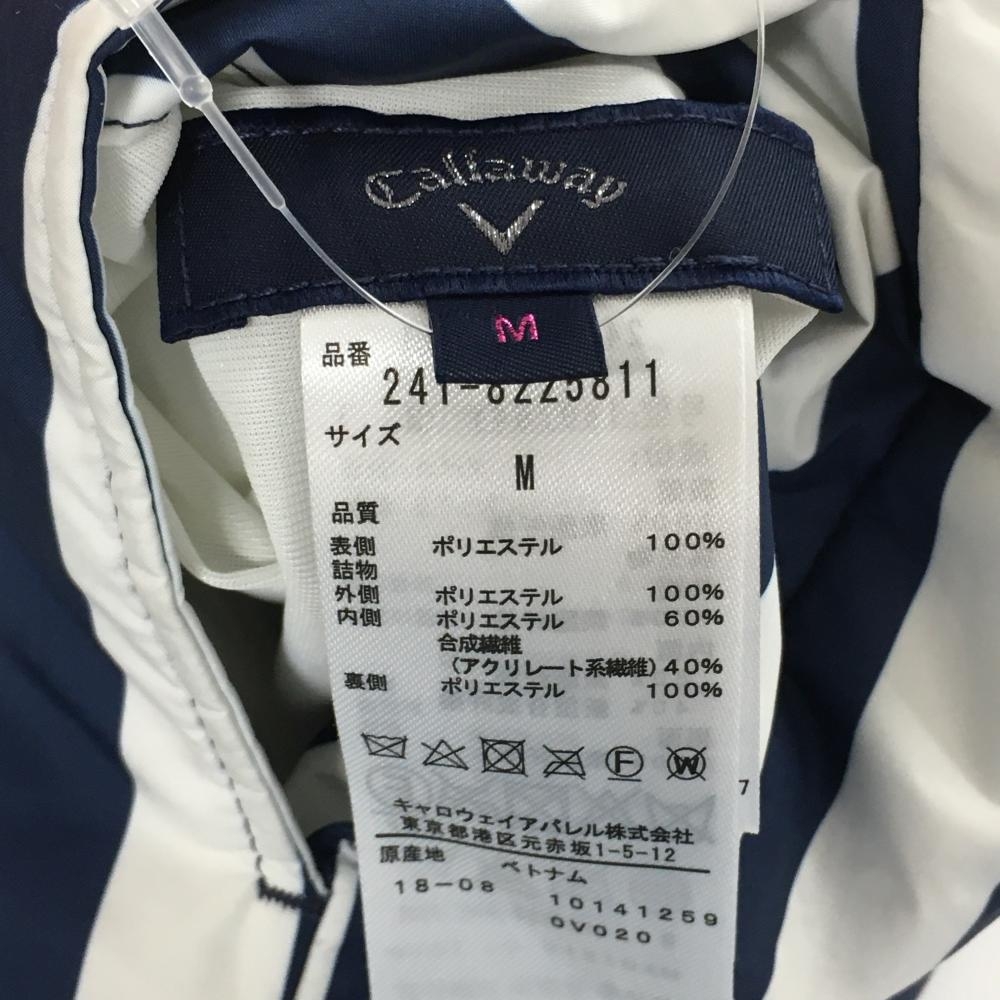 Callaway
M
品番
241-8225811
サイズ
M
品質
表側 ポリエステル 100%
詰物
外側 ポリエステル 100%
内側 ポリエステル 60%
合成繊維
(アクリレート系繊維) 40%
裏側 ポリエステル 100%
F W
7
キャロウェイアパレル株式会社
東京都港区元赤坂1-5-12
原産地 ベトナム
18-08 10141259
0V020